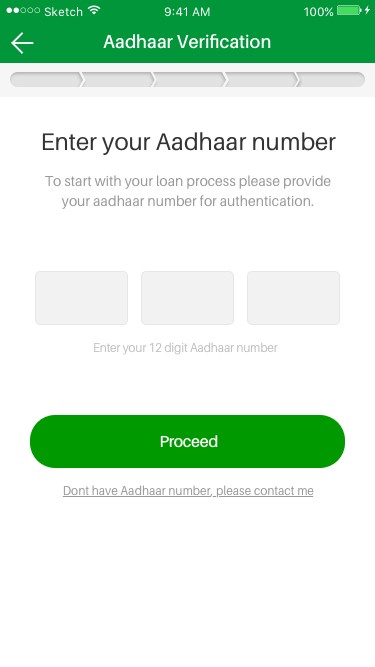 Sketch 9:41 AM 100%
Aadhaar Verification
Enter your Aadhaar number
To start with your loan process please provide
your aadhaar number for authentication.
Enter your 12 digit Aadhaar number
Proceed
Dont have Aadhaar number, please contact me